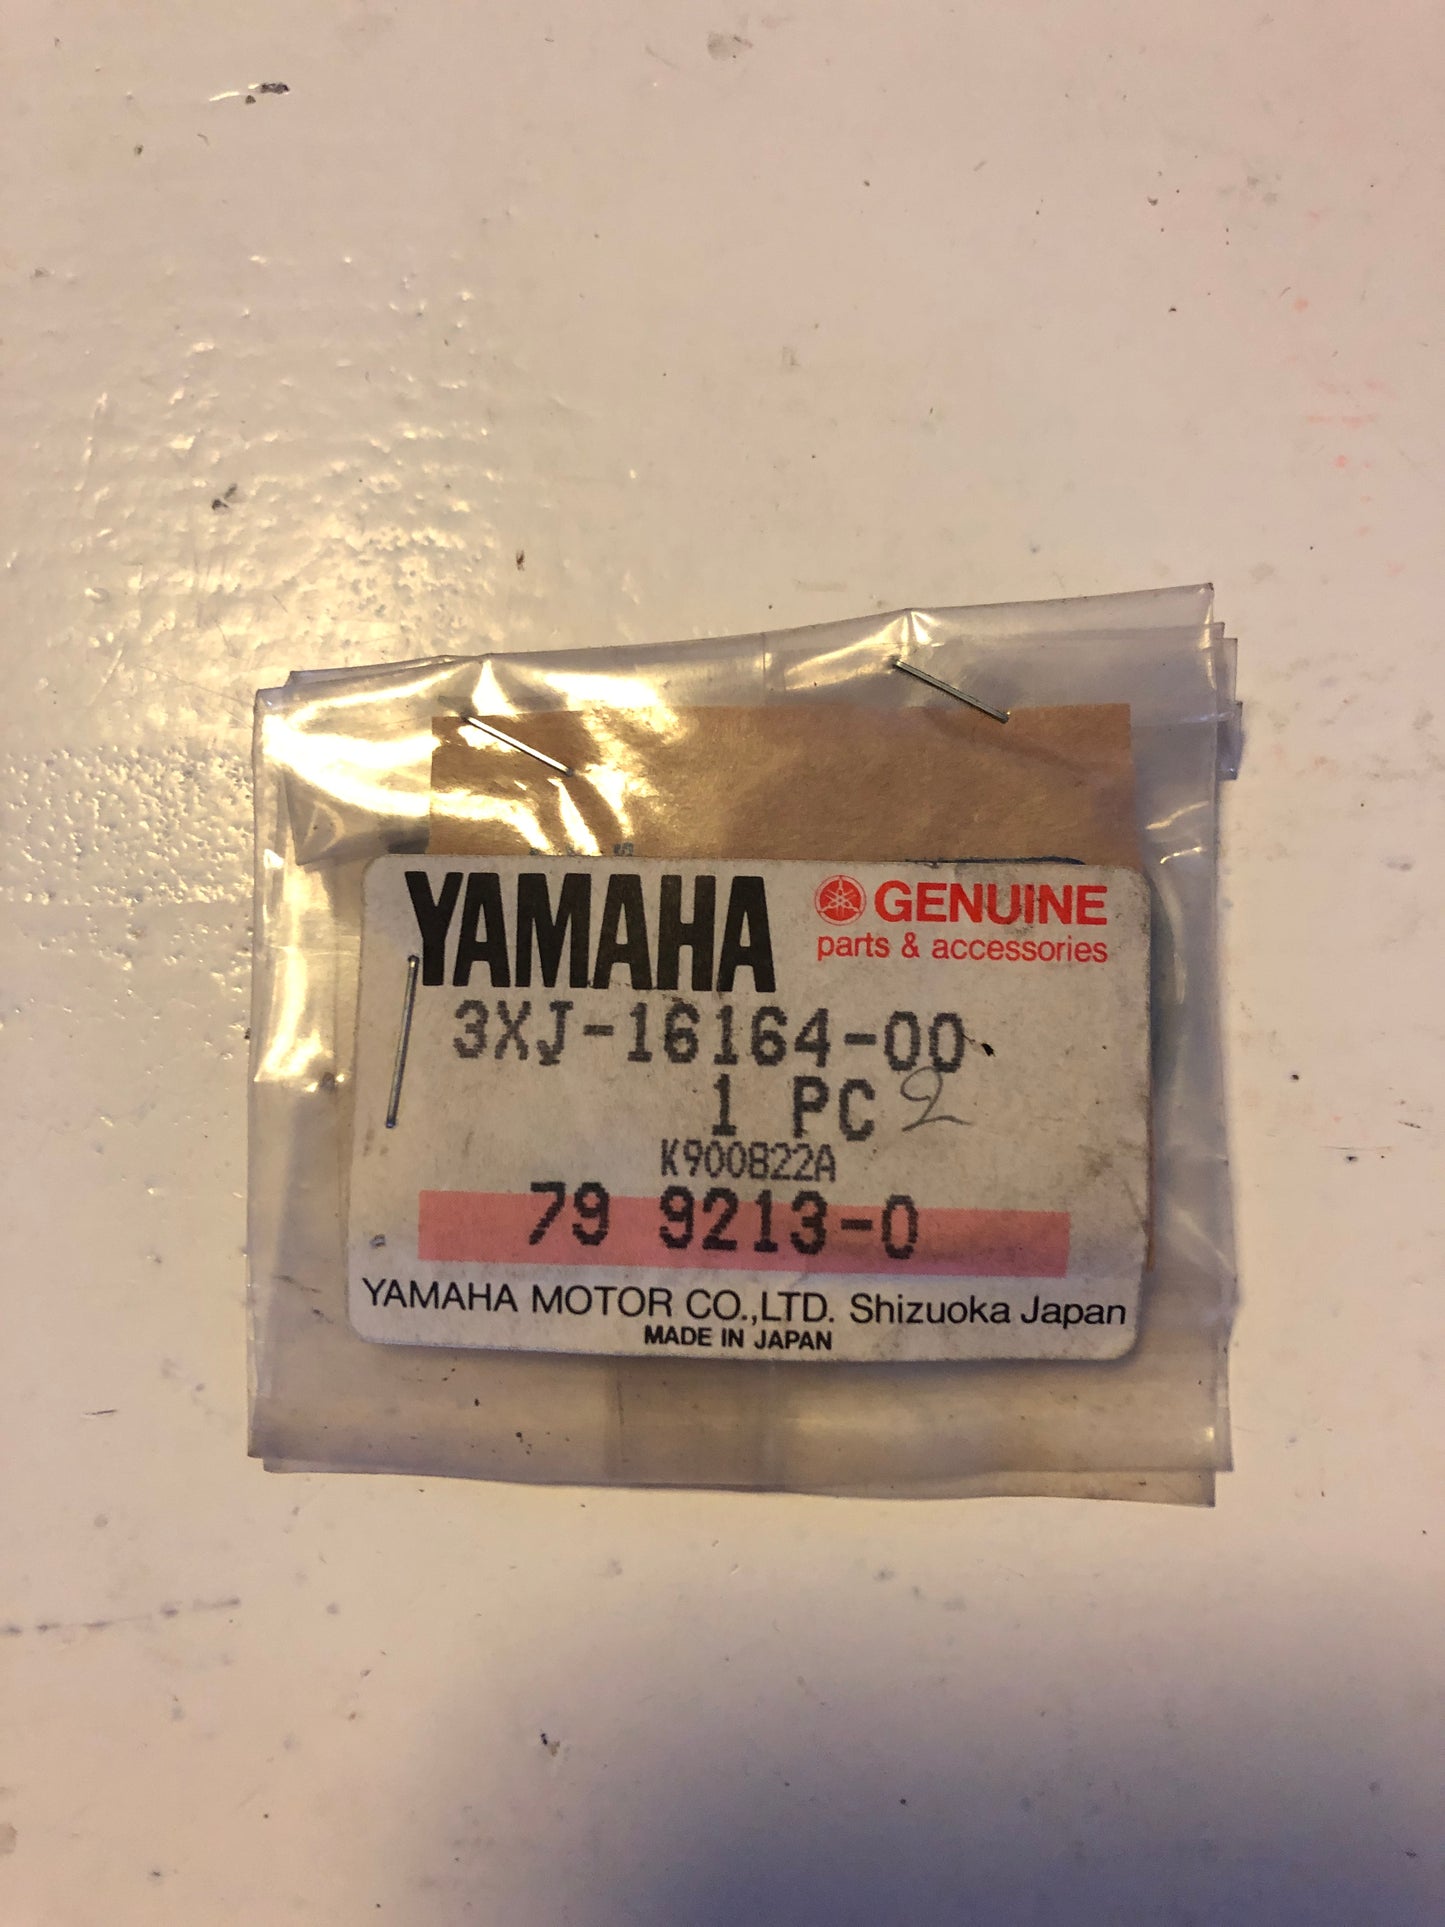 YAMAHA GENUINE
parts & accessories
3XJ-16164-00
1 PC 2
K900822A
79 9213-0
YAMAHA MOTOR CO.,LTD. Shizuoka Japan
MADE IN JAPAN